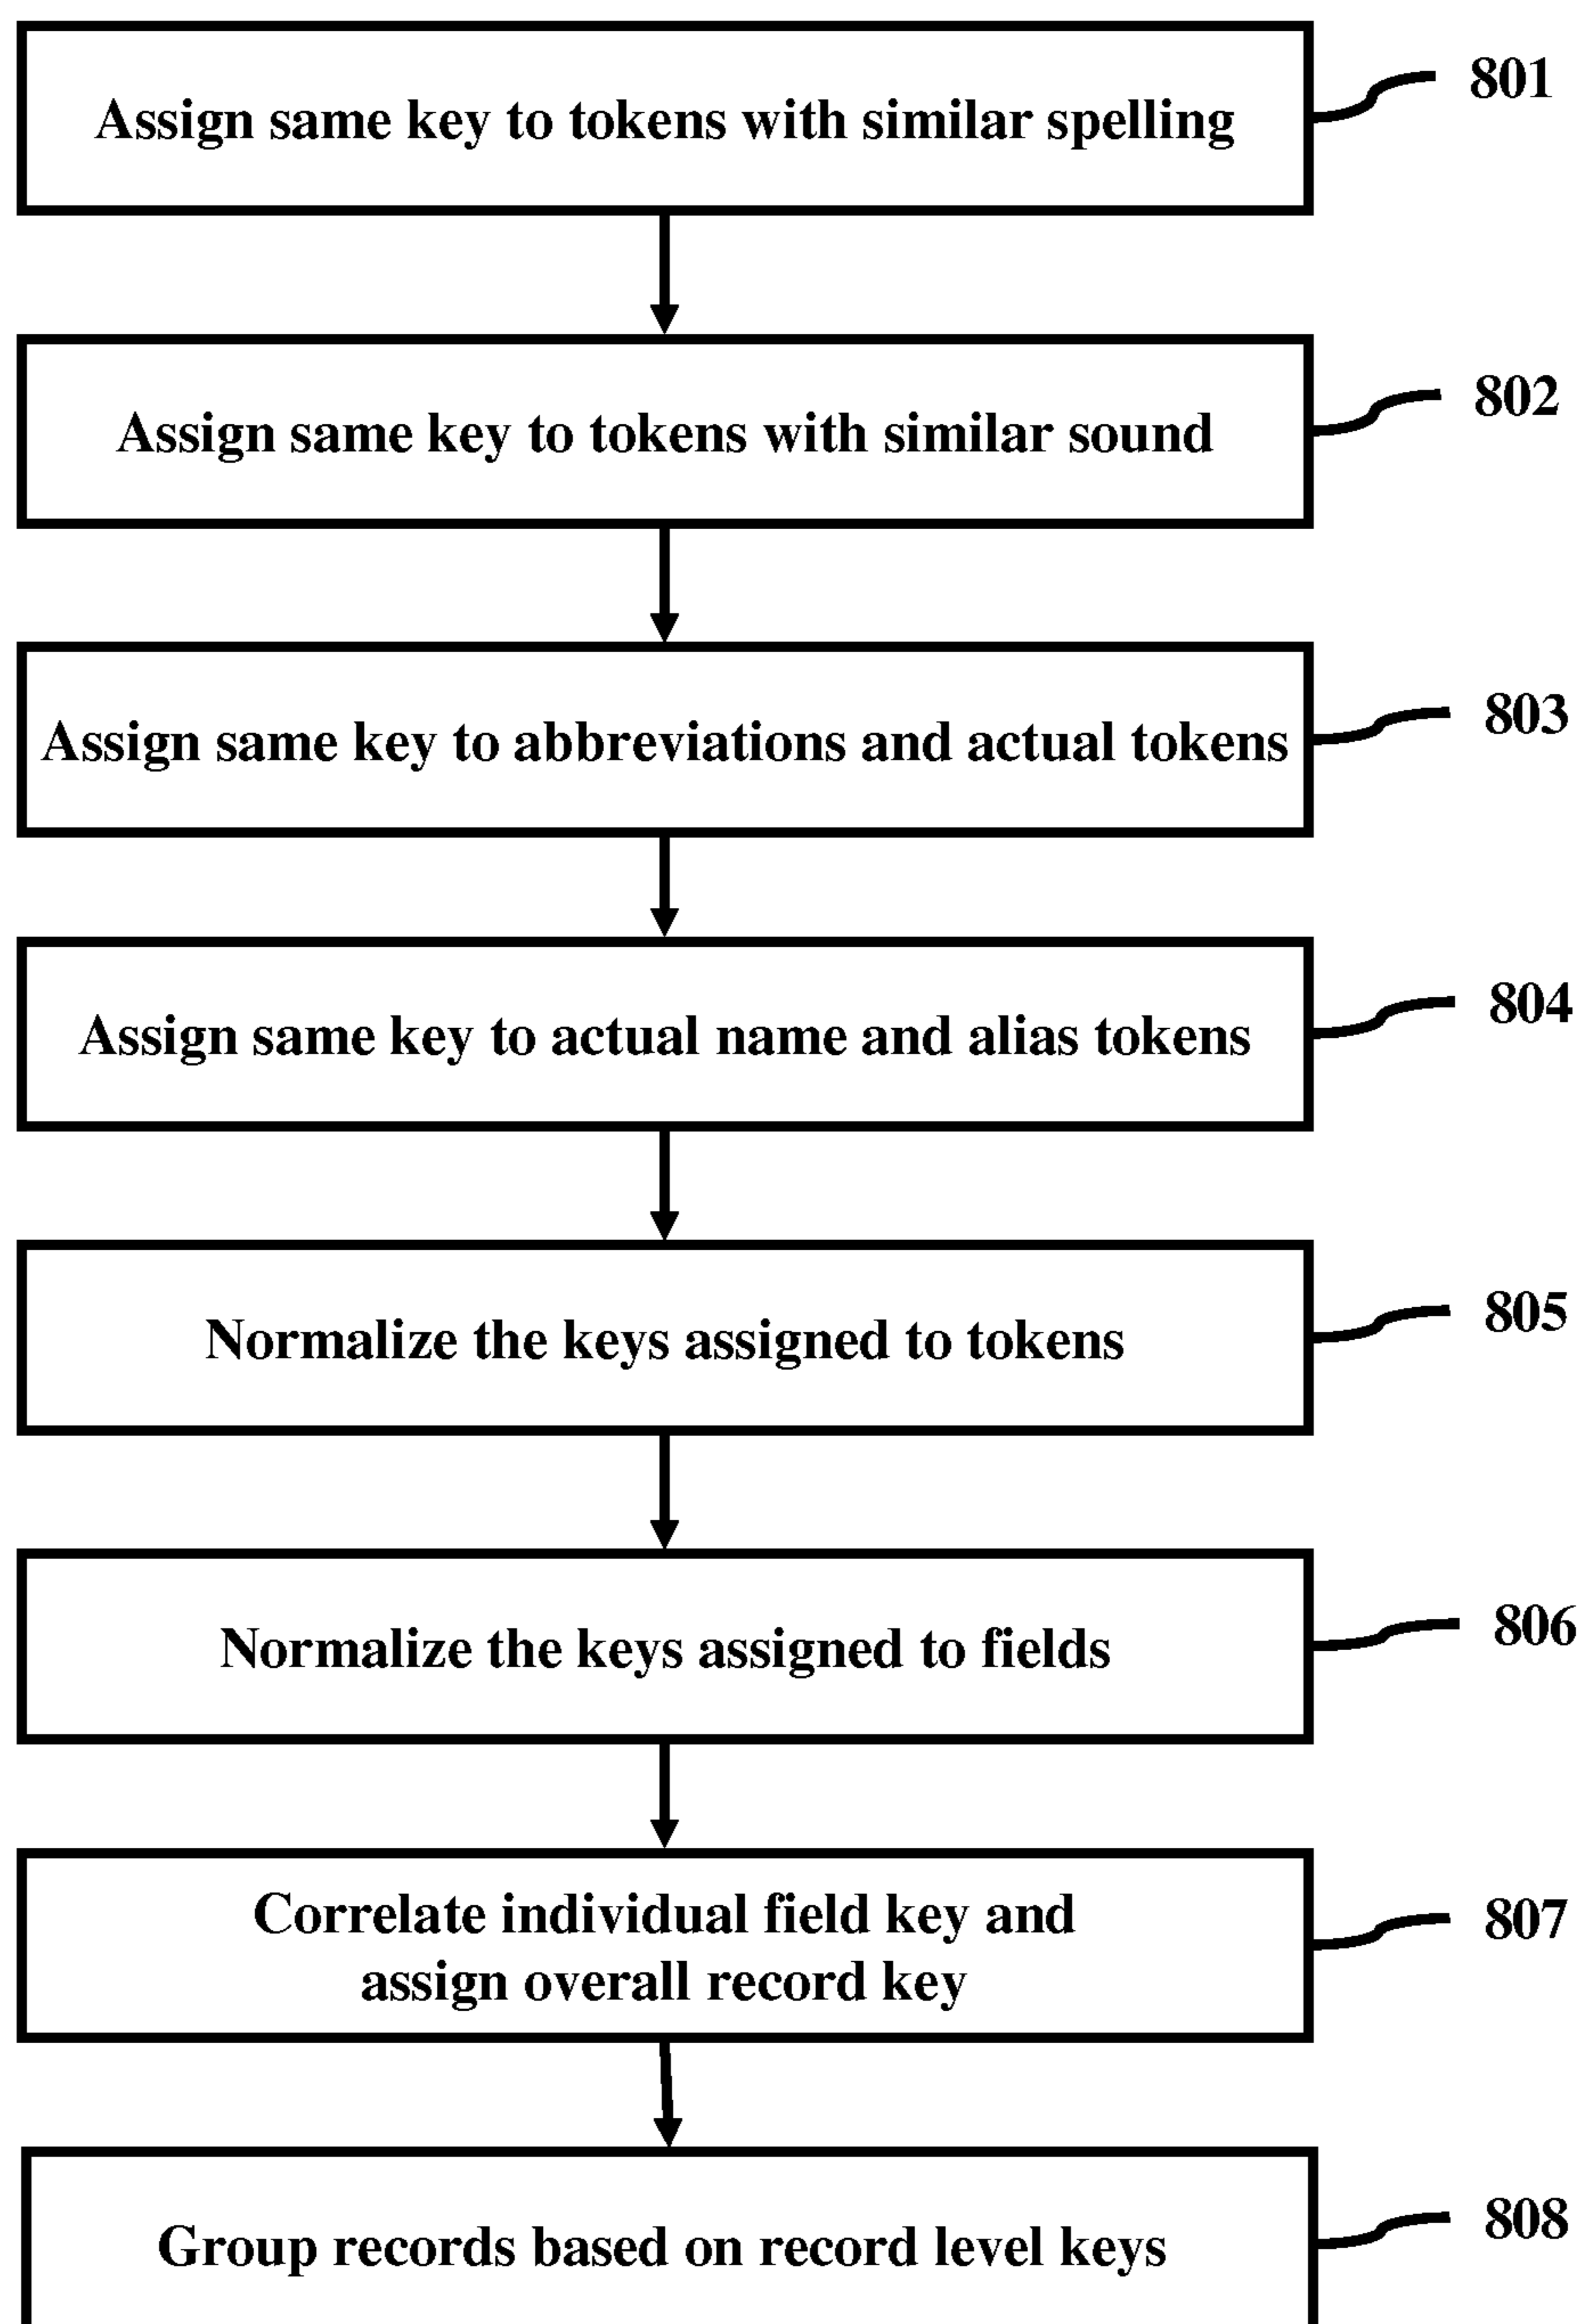 Assign same key to tokens with similar spelling
801
Assign same key to tokens with similar sound
802
Assign same key to abbreviations and actual tokens
803
Assign same key to actual name and alias tokens
804
Normalize the keys assigned to tokens
805
Normalize the keys assigned to fields
806
Correlate individual field key and
assign overall record key
807
Group records based on record level keys
808